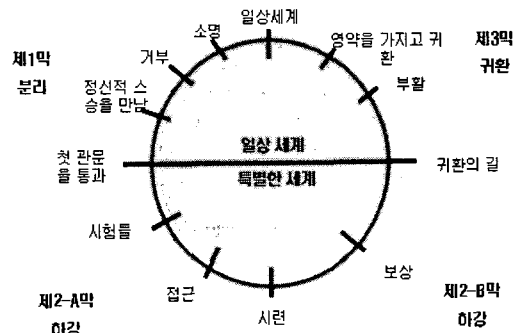 일상세계
소명
거부
제1막
분리
정신적 스
승을 만남
첫 관문
을 통과
시험들
제2-A막
하강
접근
시련
보상
제2-B막
하강
귀환의 길
부활
영약을 가지고 귀
환
제3막
귀환
일상 세계
특별한 세계